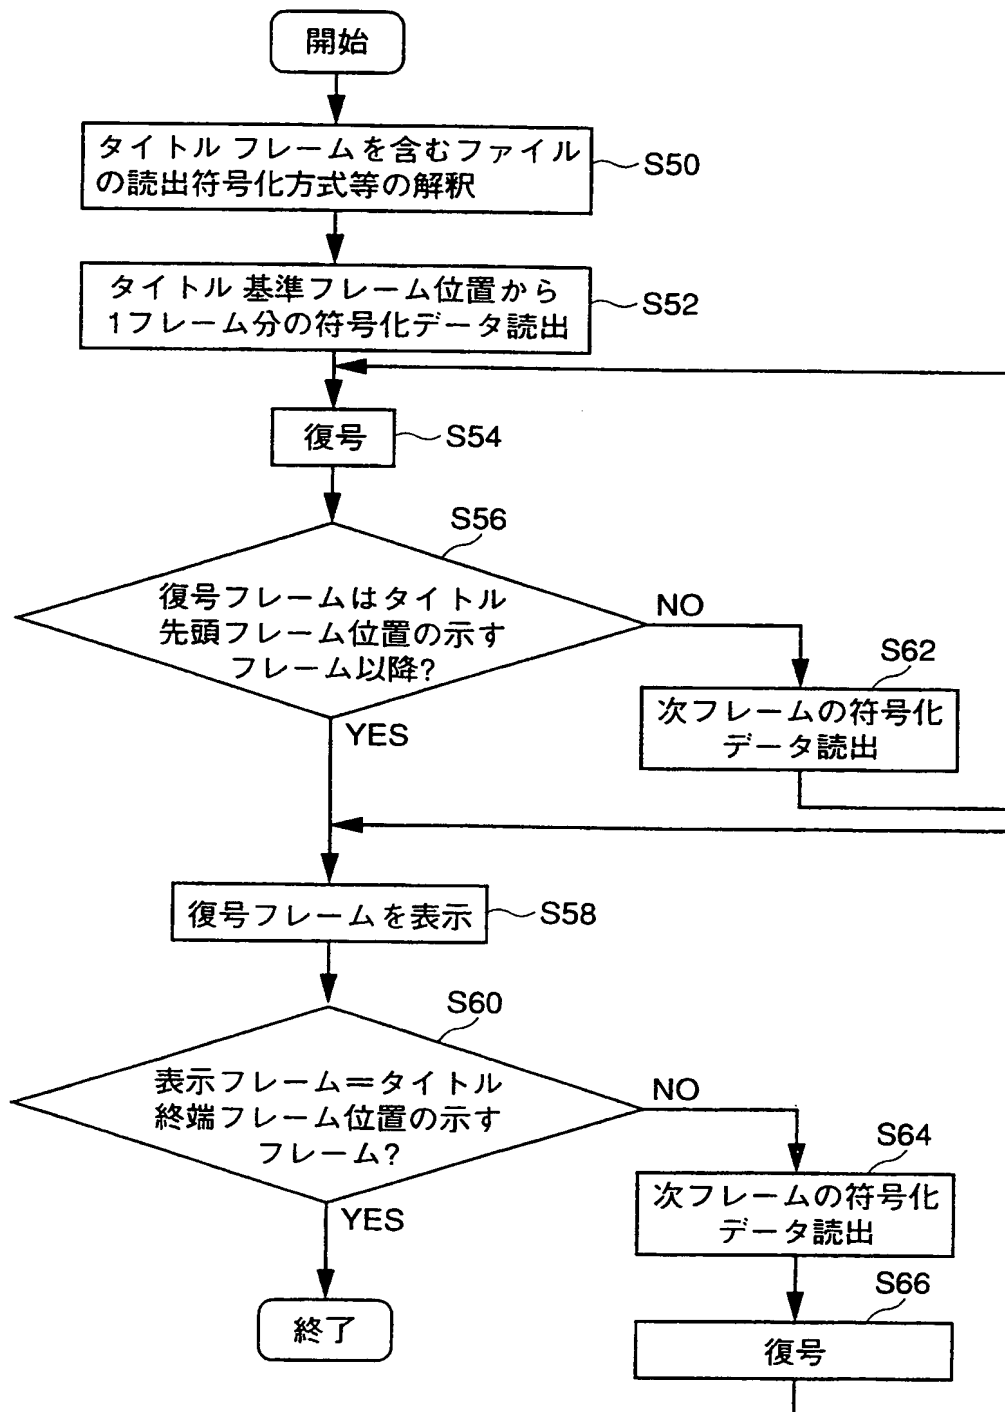 開始
タイトル フレームを含むファイル
の読出符号化方式等の解釈
S50
タイトル 基準フレーム位置から
1フレーム分の符号化データ読出
S52
復号
S54
S56
復号フレームはタイトル
先頭フレーム位置の示す
フレーム以降?
NO
YES
S62
次フレームの符号化
データ読出
復号フレームを表示
S58
S60
表示フレーム=タイトル
終端フレーム位置の示す
フレーム?
NO
YES
S64
次フレームの符号化
データ読出
S66
復号
終了